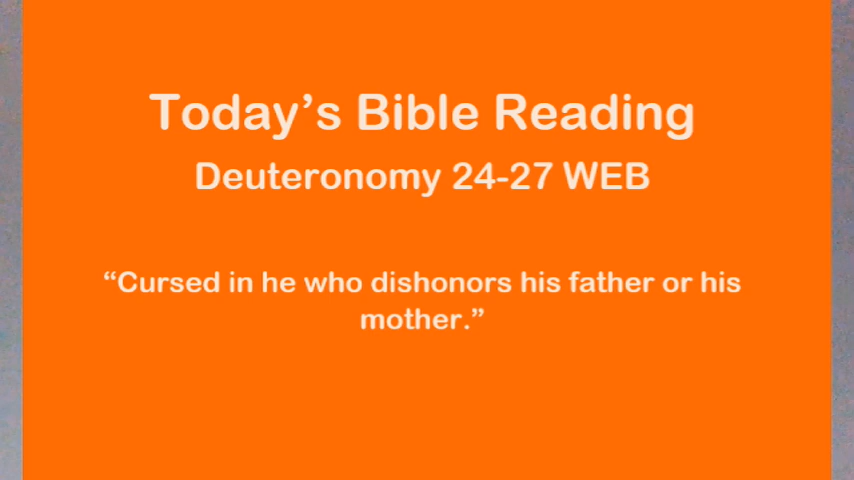 Today’s Bible Reading
Deuteronomy 24-27 WEB
“Cursed in he who dishonors his father or his
mother.”